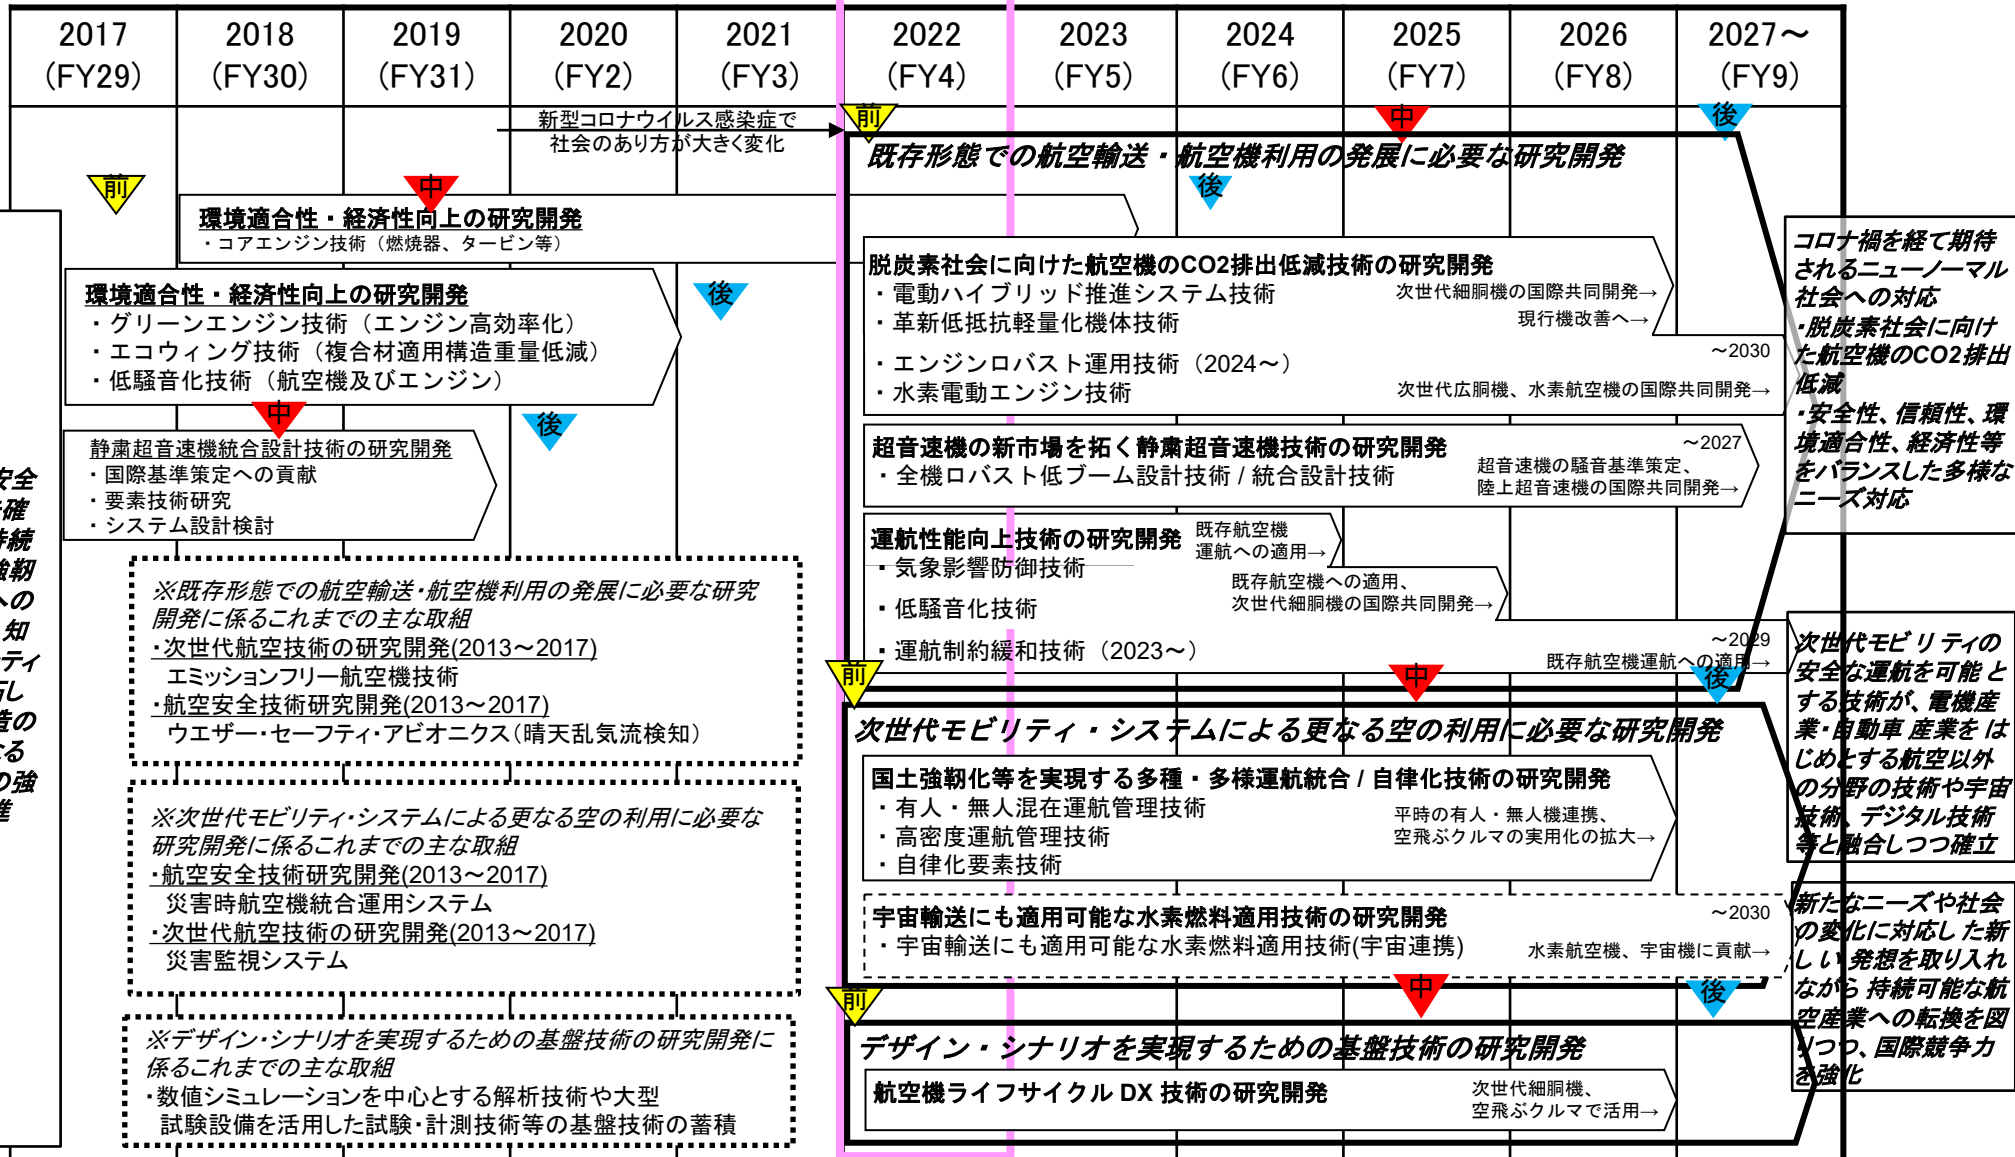 2017
(FY29)
2018
(FY30)
2019
(FY31)
2020
(FY2)
2021
(FY3)
2022
(FY4)
2023
(FY5)
2024
(FY6)
2025
(FY7)
2026
(FY8)
2027～
(FY9)
新型コロナウイルス感染症で
社会のあり方が大きく変化
前
中
後
既存形態での航空輸送・航空機利用の発展に必要な研究開発
前
中
後
環境適合性・経済性向上の研究開発
・コアエンジン技術（燃焼器、タービン等）
環境適合性・経済性向上の研究開発
・グリーンエンジン技術（エンジン高効率化）
・エコウィング技術（複合材適用構造重量低減）
・低騒音化技術（航空機及びエンジン）
後
中
後
静粛超音速機統合設計技術の研究開発
・国際基準策定への貢献
・要素技術研究
・システム設計検討
脱炭素社会に向けた航空機のCO2排出低減技術の研究開発
・電動ハイブリッド推進システム技術
次世代細胴機の国際共同開発→
・革新低抵抗軽量化機体技術
現行機改善へ→
～2030
・エンジンロバスト運用技術（2024～）
・水素電動エンジン技術
次世代広胴機、水素航空機の国際共同開発→
超音速機の新市場を拓く静粛超音速機技術の研究開発
～2027
・全機ロバスト低ブーム設計技術 / 統合設計技術
超音速機の騒音基準策定、
陸上超音速機の国際共同開発→
運航性能向上技術の研究開発
既存航空機
運航への適用→
・気象影響防御技術
既存航空機への適用、
次世代細胴機の国際共同開発→
・低騒音化技術
～2029
・運航制約緩和技術（2023～）
既存航空機運航への適用→
※既存形態での航空輸送・航空機利用の発展に必要な研究
開発に係るこれまでの主な取組
・次世代航空技術の研究開発(2013～2017)
エミッションフリー航空機技術
・航空安全技術研究開発(2013～2017)
ウエザー・セーフティ・アビオニクス（晴天乱気流検知）
前
中
後
次世代モビリティ・システムによる更なる空の利用に必要な研究開発
国土強靭化等を実現する多種・多様運航統合 / 自律化技術の研究開発
・有人・無人混在運航管理技術
・高密度運航管理技術
・自律化要素技術
平時の有人・無人機連携、
空飛ぶクルマの実用化の拡大→
宇宙輸送にも適用可能な水素燃料適用技術の研究開発
～2030
・宇宙輸送にも適用可能な水素燃料適用技術(宇宙連携)
水素航空機、宇宙機に貢献→
※次世代モビリティ・システムによる更なる空の利用に必要な
研究開発に係るこれまでの主な取組
・航空安全技術研究開発(2013～2017)
災害時航空機統合運用システム
・次世代航空技術の研究開発(2013～2017)
災害監視システム
前
中
後
デザイン・シナリオを実現するための基盤技術の研究開発
航空機ライフサイクル DX 技術の研究開発
次世代細胴機、
空飛ぶクルマで活用→
※デザイン・シナリオを実現するための基盤技術の研究開発に
係るこれまでの主な取組
・数値シミュレーションを中心とする解析技術や大型
試験設備を活用した試験・計測技術等の基盤技術の蓄積
コロナ禍を経て期待
されるニューノーマル
社会への対応
・脱炭素社会に向け
た航空機のCO2排出
低減
・安全性、信頼性、環
境適合性、経済性等
をバランスした多様な
ニーズ対応
次世代モビリティの
安全な運航を可能と
する技術が、電機産
業・自動車産業をは
じめとする航空以外
の分野の技術や宇宙
技術、デジタル技術
等と融合しつつ確立
新たなニーズや社会
の変化に対応した新
しい発想を取り入れ
ながら持続可能な航
空産業への転換を図
りつつ、国際競争力
を強化
安全
確
持続
強靭
への
知
ティ
し
造の
る
の強
進